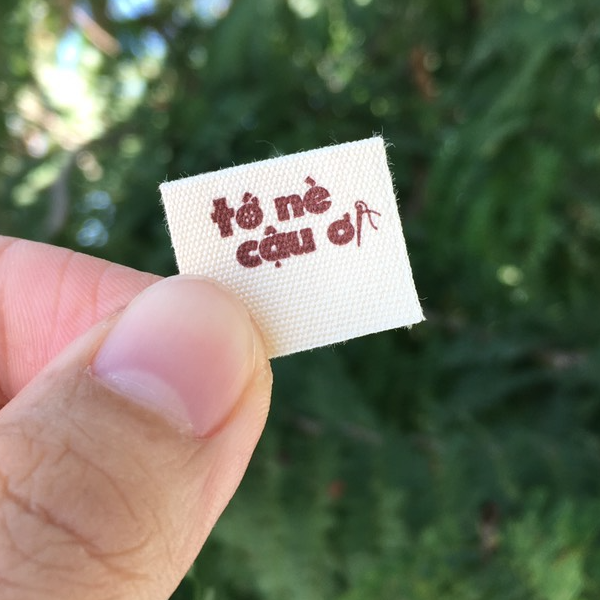 tớ nè
cậu ơi